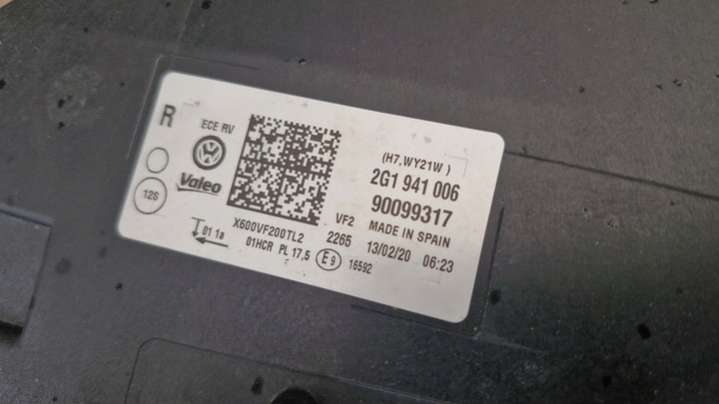 R
ECE RV
Valeo
12S
(H7,WY21W )
2G1 941 006
90099317
MADE IN SPAIN
13/02/20 06:23
VF2
2265
X600VF200TL2
01 1a
01HCR PL 17,5 E9 16592